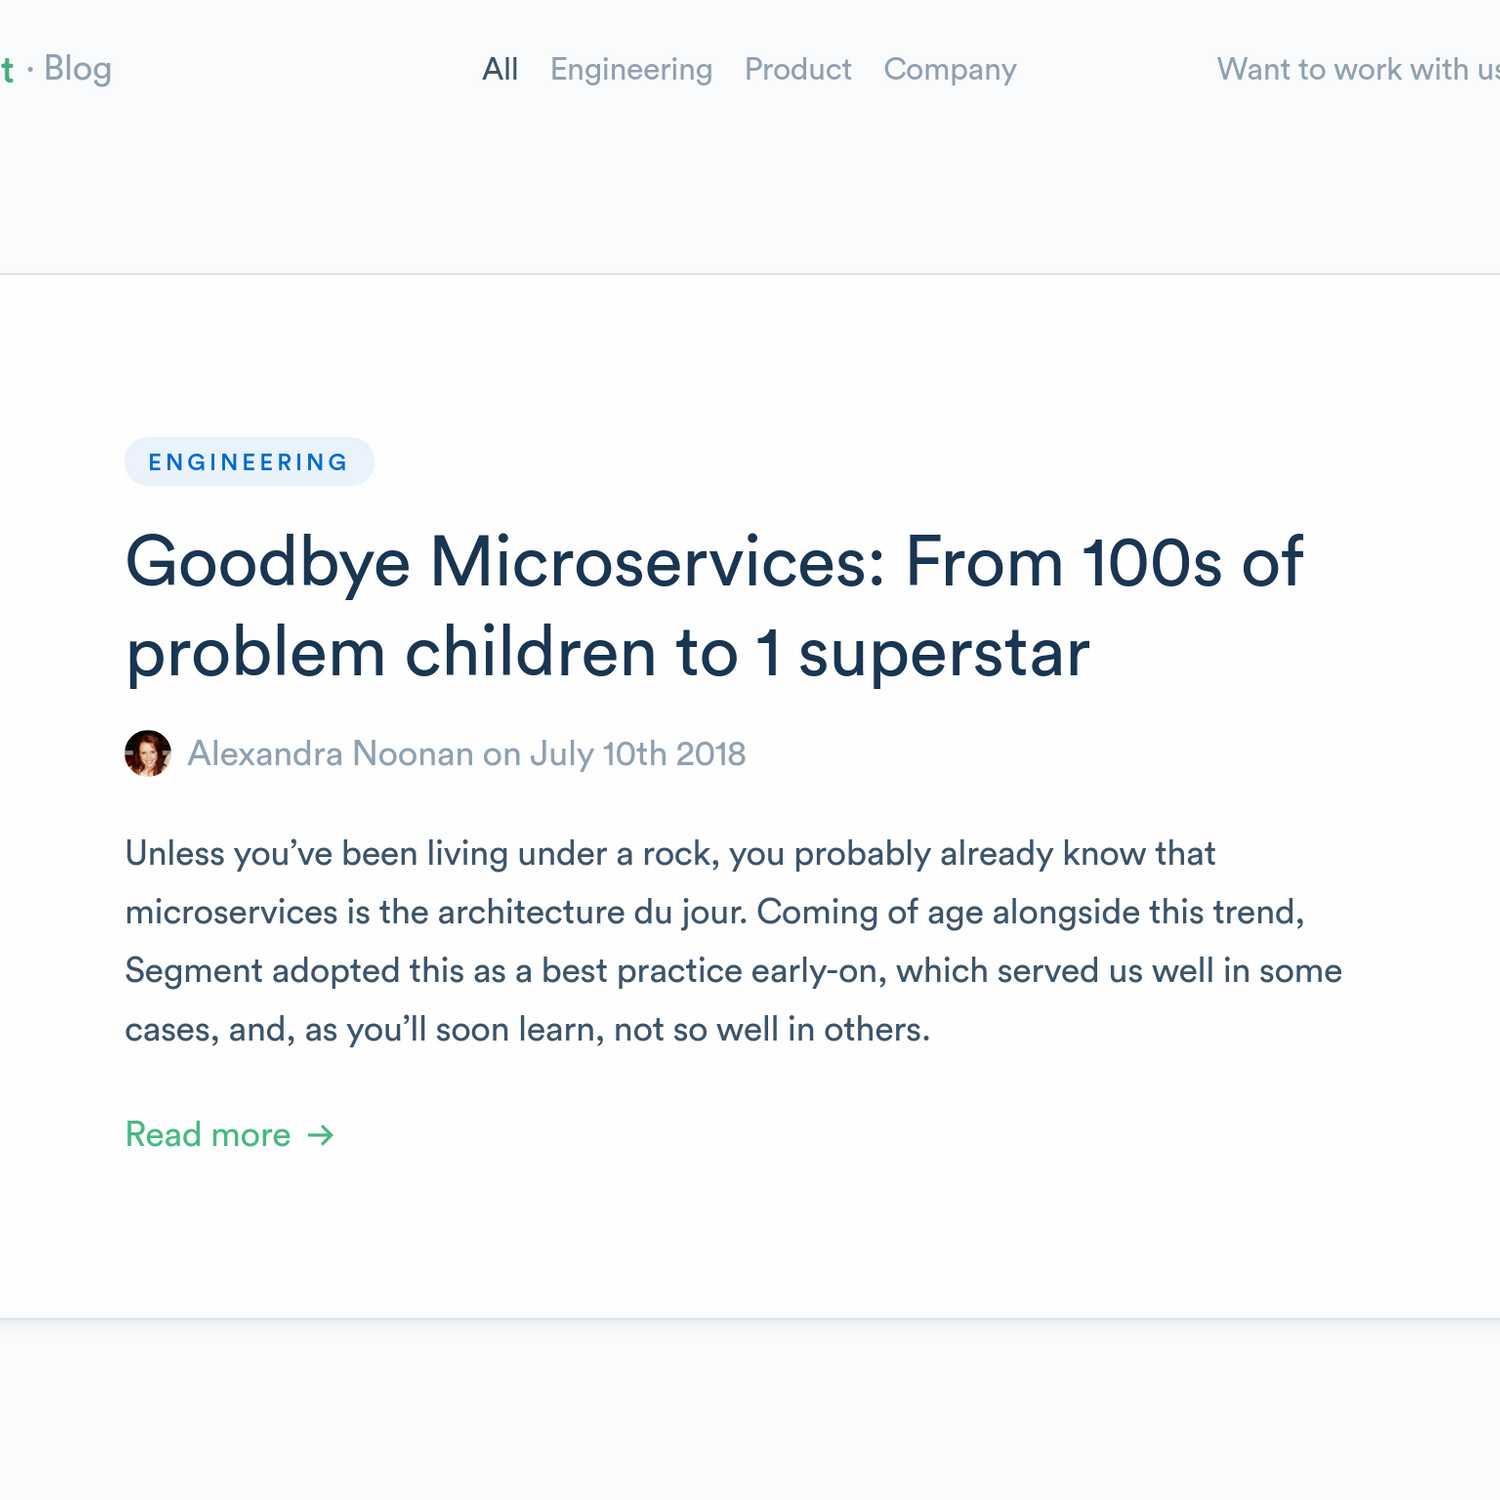 t · Blog
All Engineering Product Company
Want to work with us
ENGINEERING
Goodbye Microservices: From 100s of
problem children to 1 superstar
Alexandra Noonan on July 10th 2018
Unless you’ve been living under a rock, you probably already know that
microservices is the architecture du jour. Coming of age alongside this trend,
Segment adopted this as a best practice early-on, which served us well in some
cases, and, as you’ll soon learn, not so well in others.
Read more →